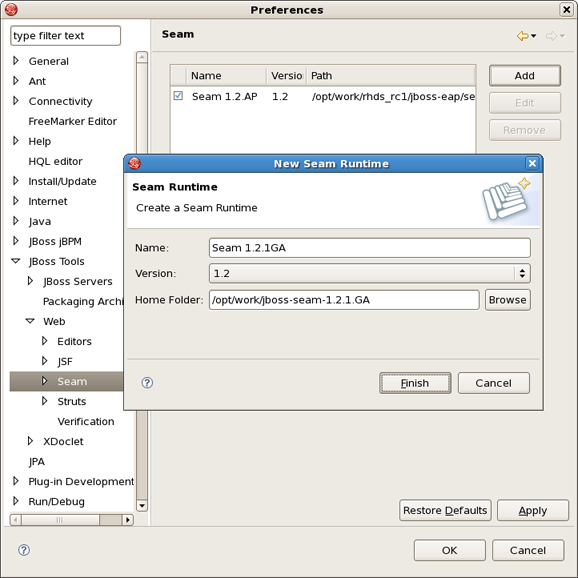 Preferences
type filter text
Seam
General
Ant
Connectivity
FreeMarker Editor
Help
HQL editor
Install/Update
Internet
Java
JBoss jBPM
JBoss Tools
JBoss Servers
Packaging Archi
Web
Editors
JSF
Seam
Struts
Verification
XDoclet
JPA
Plug-in Development
Run/Debug
Name Versio Path
Seam 1.2.AP 1.2 /opt/work/rhds_rc1/jboss-eap/se
Add
Edit
Remove
New Seam Runtime
Seam Runtime
Create a Seam Runtime
Name: Seam 1.2.1GA
Version: 1.2
Home Folder: /opt/work/jboss-seam-1.2.1.GA Browse
? Finish Cancel
Restore Defaults Apply
? OK Cancel